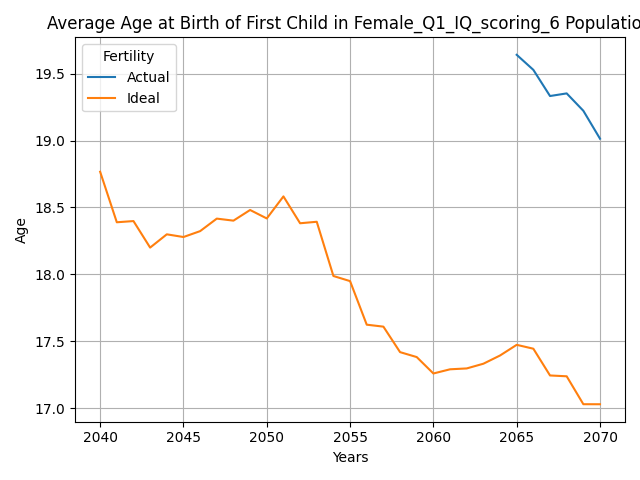 Average Age at Birth of First Child in Female_Q1_IQ_scoring_6 Populatio
Fertility
Actual
Ideal
19.5
19.0
18.5
18.0
17.5
17.0
Age
2040 2045 2050 2055 2060 2065 2070
Years